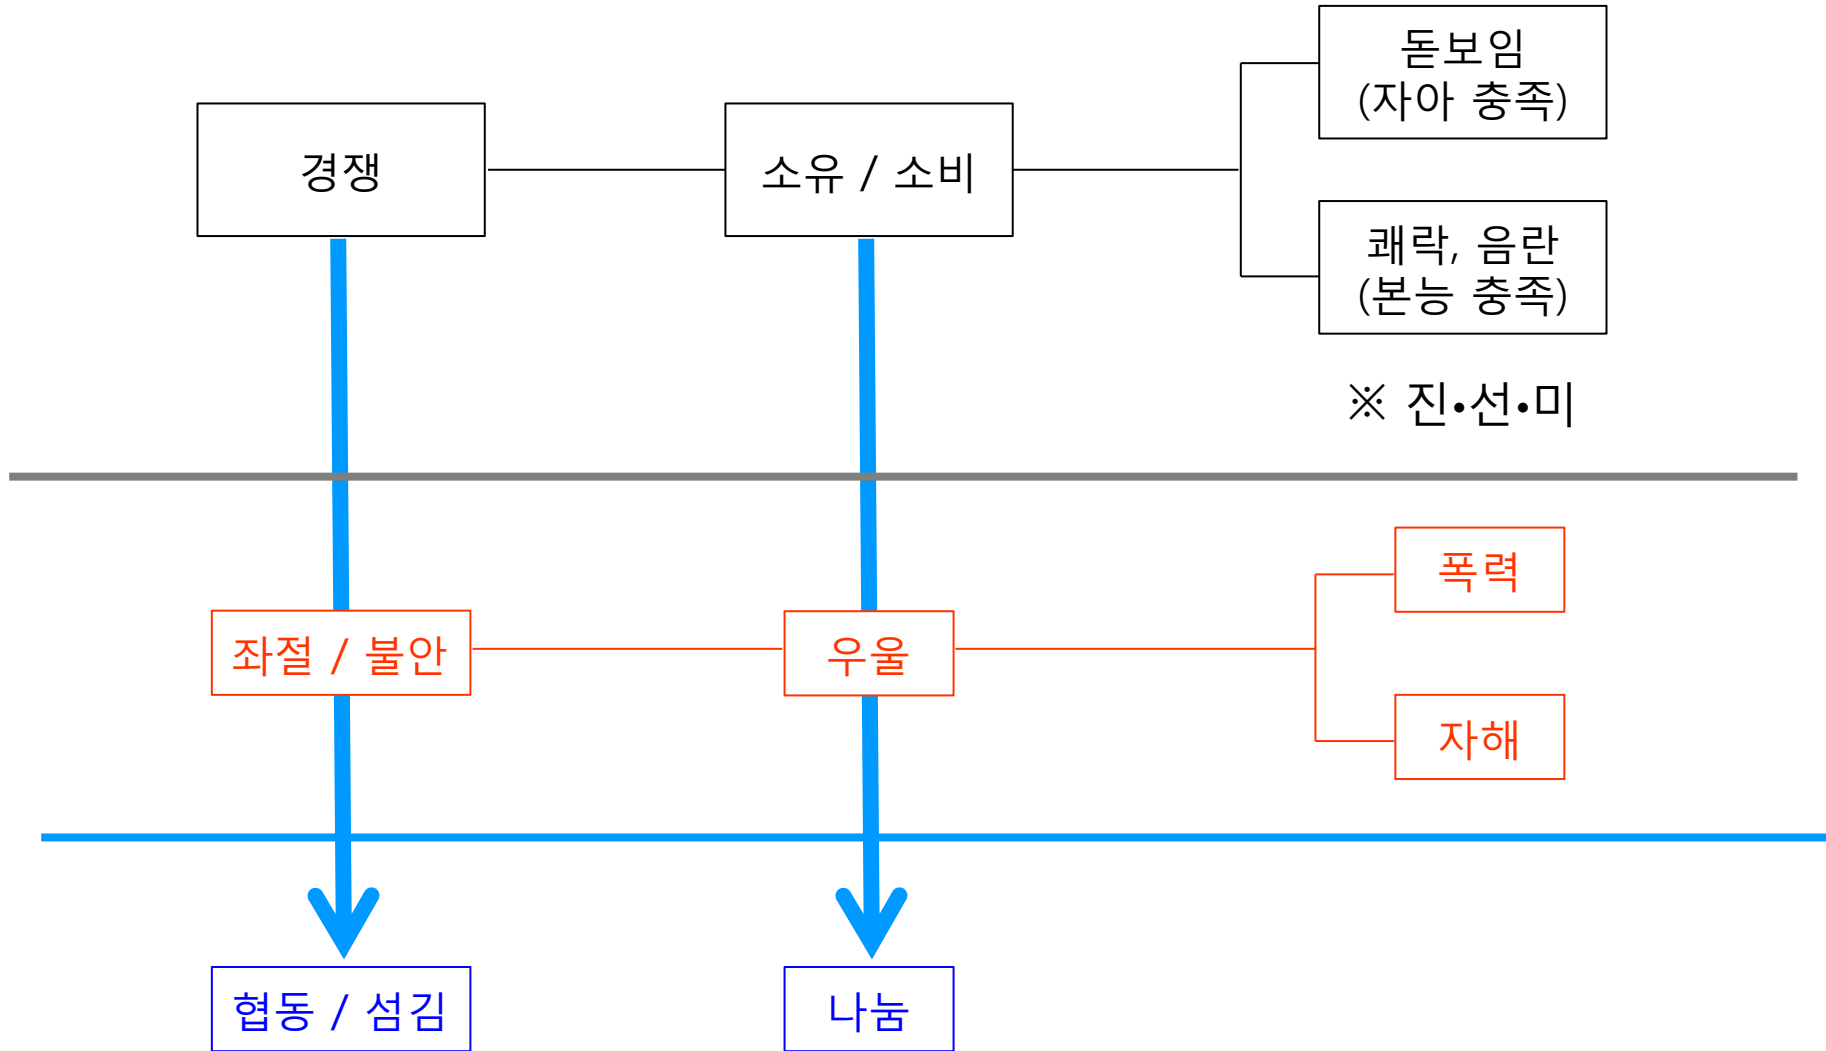 돋보임
(자아 충족)
경쟁
소유 / 소비
쾌락, 음란
(본능 충족)
※ 진•선•미
폭력
좌절 / 불안
우울
자해
협동 / 섬김
나눔